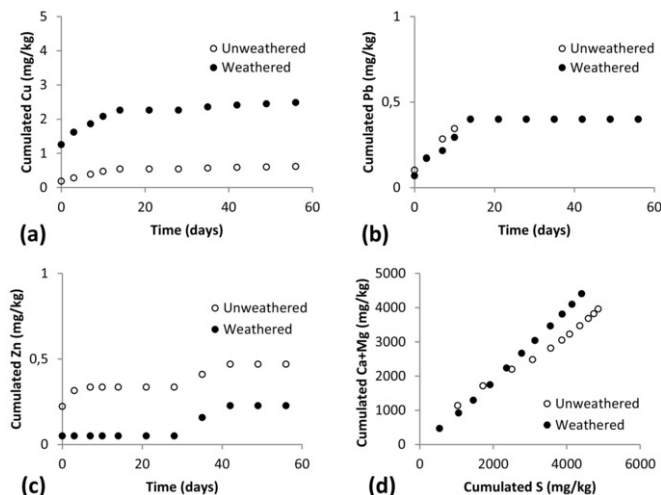 Cumulated Cu (mg/kg)
5
4
3
2
1
0
Unweathered
Weathered
0 20 40 60
Time (days)
(a)
Cumulated Pb (mg/kg)
1
0,5
0
Unweathered
Weathered
0 20 40 60
Time (days)
(b)
Cumulated Zn (mg/kg)
1
0,5
0
Unweathered
Weathered
0 20 40 60
Time (days)
(c)
Cumulated Ca+Mg (mg/kg)
5000
4000
3000
2000
1000
0
Unweathered
Weathered
0 2000 4000 6000
Cumulated S (mg/kg)
(d)